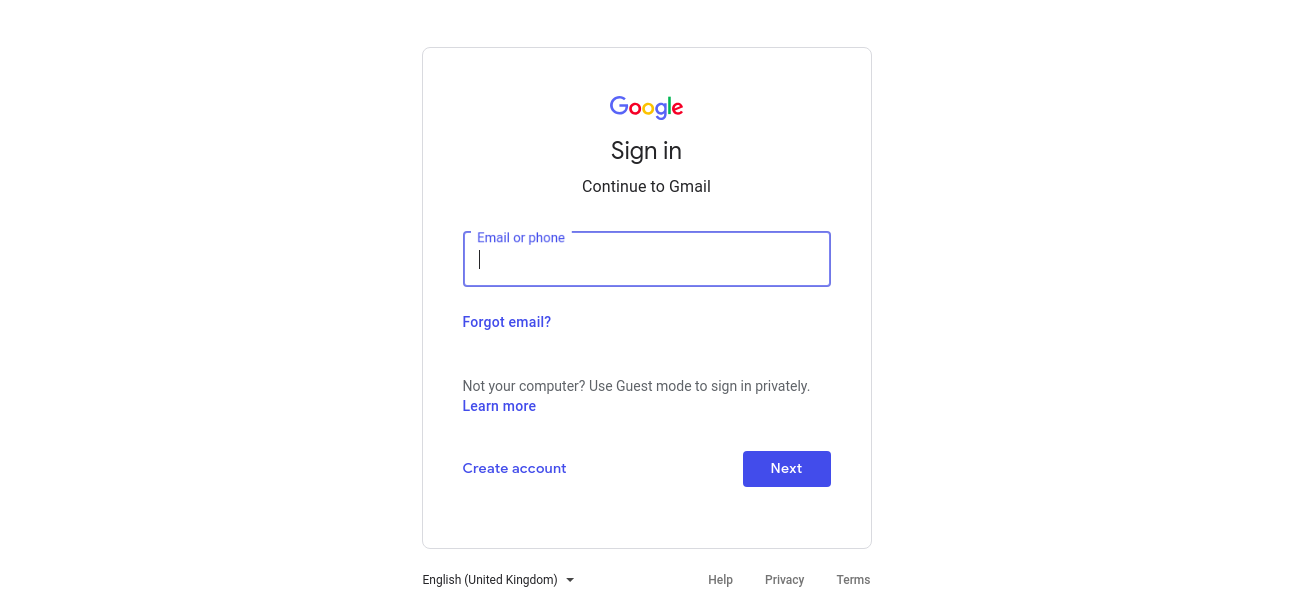 Google
Sign in
Continue to Gmail
Email or phone
Forgot email?
Not your computer? Use Guest mode to sign in privately.
Learn more
Create account
Next
English (United Kingdom)
Help
Privacy
Terms